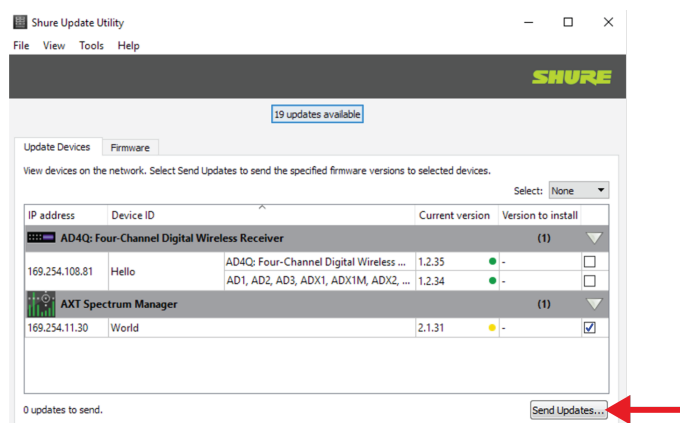 Shure Update Utility
File View Tools Help
SHURE
19 updates available
Update Devices Firmware
View devices on the network. Select Send Updates to send the specified firmware versions to selected devices.
Select: None
IP address Device ID Current version Version to install
AD4Q: Four-Channel Digital Wireless Receiver (1)
169.254.108.81 Hello AD4Q: Four-Channel Digital Wireless ... 1.2.35 -
AD1, AD2, AD3, ADX1, ADX1M, ADX2, ... 1.2.34 -
AXT Spectrum Manager (1)
169.254.11.30 World 2.1.31 -
0 updates to send. Send Updates...